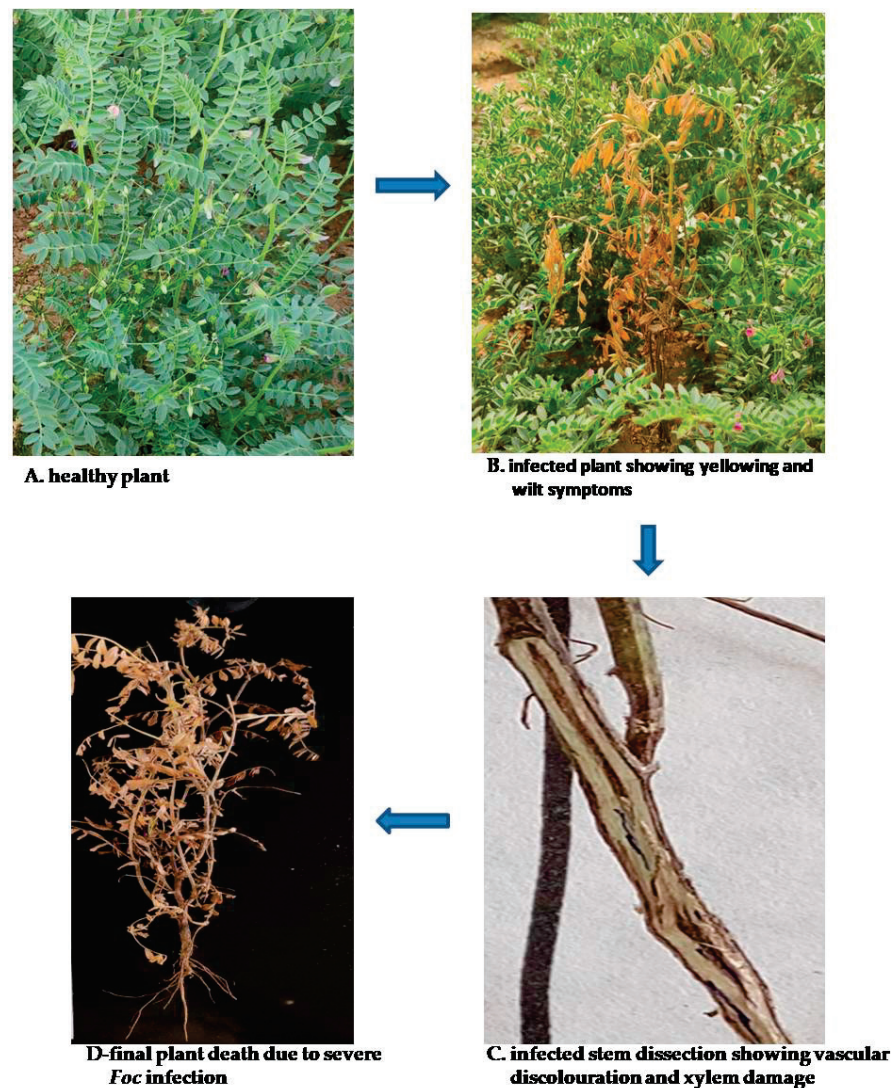 A. healthy plant
B. infected plant showing yellowing and
wilt symptoms
C. infected stem dissection showing vascular
discolouration and xylem damage
D-final plant death due to severe
Foc infection